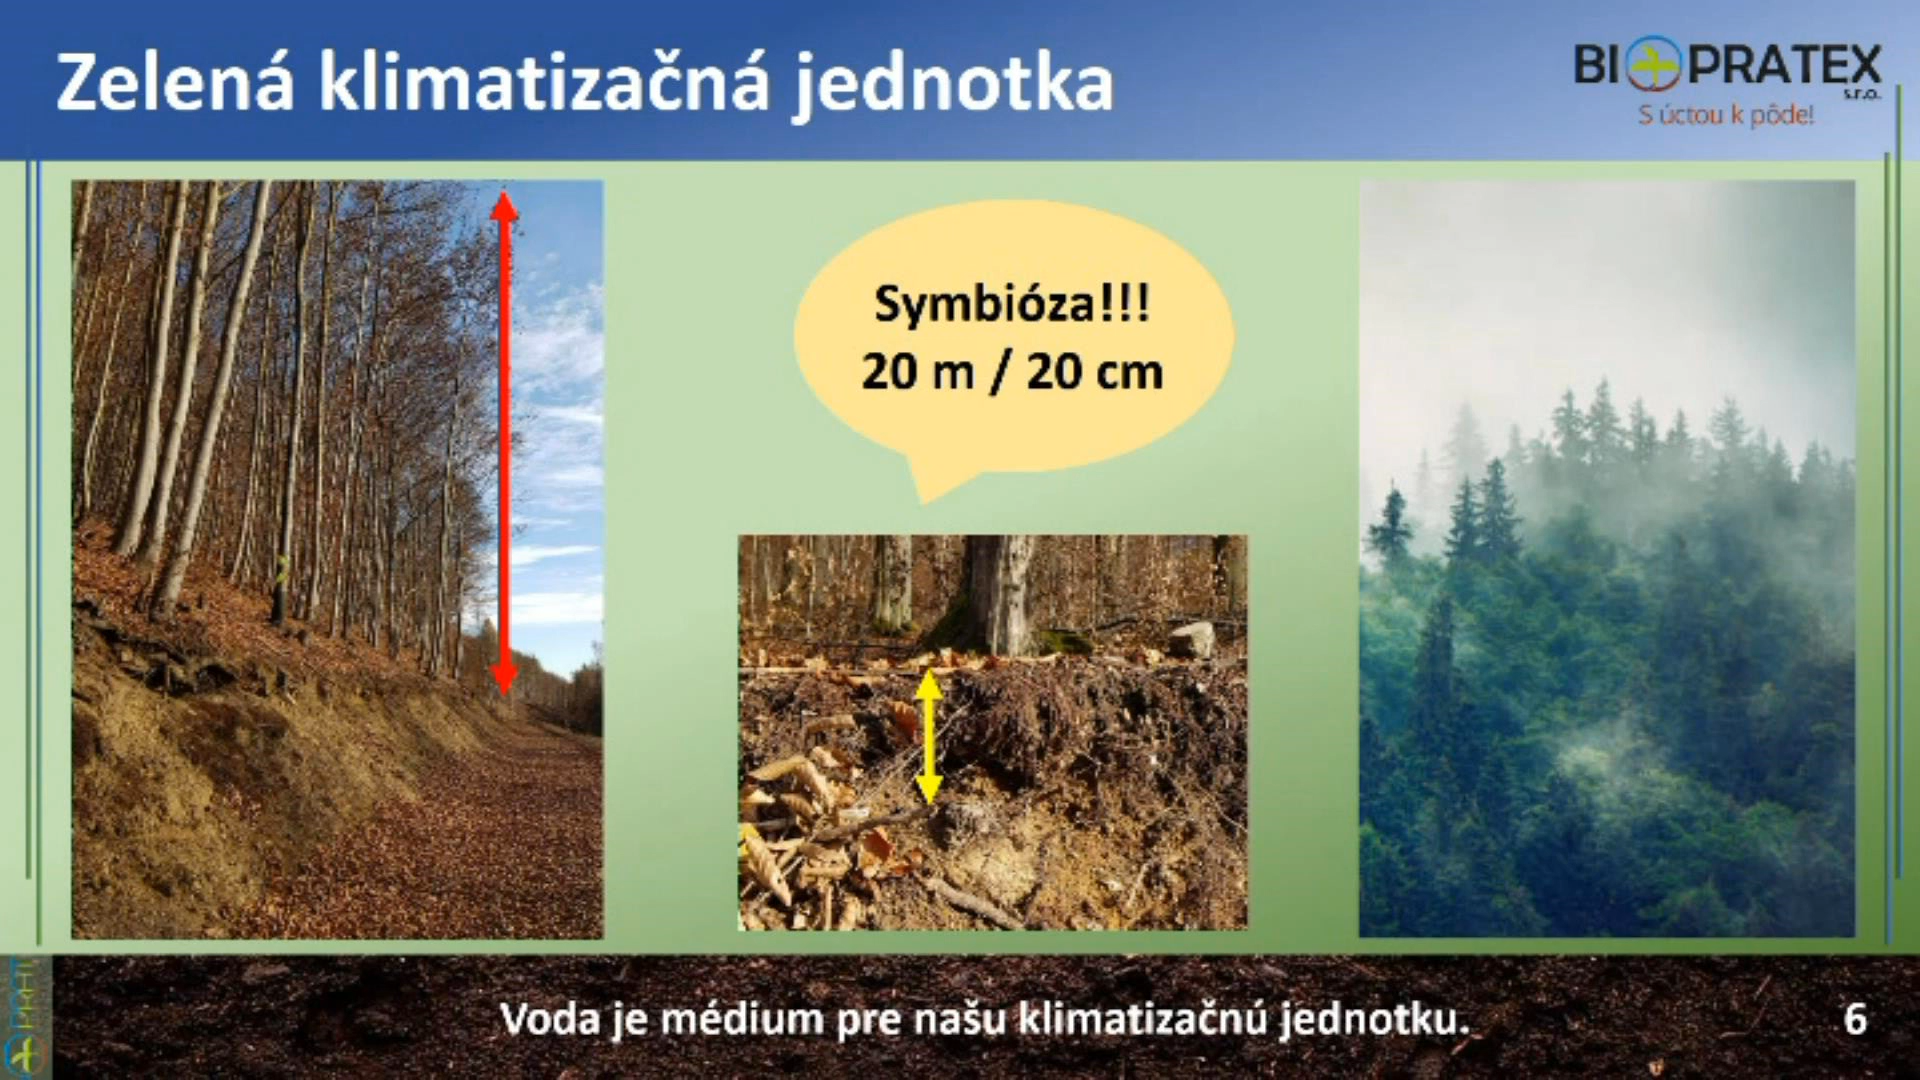 Zelená klimatizačná jednotka
BIOPRATEX
s.r.o.
S úctou k pôde!
Symbióza!!!
20 m / 20 cm
Voda je médium pre našu klimatizačnú jednotku.
6